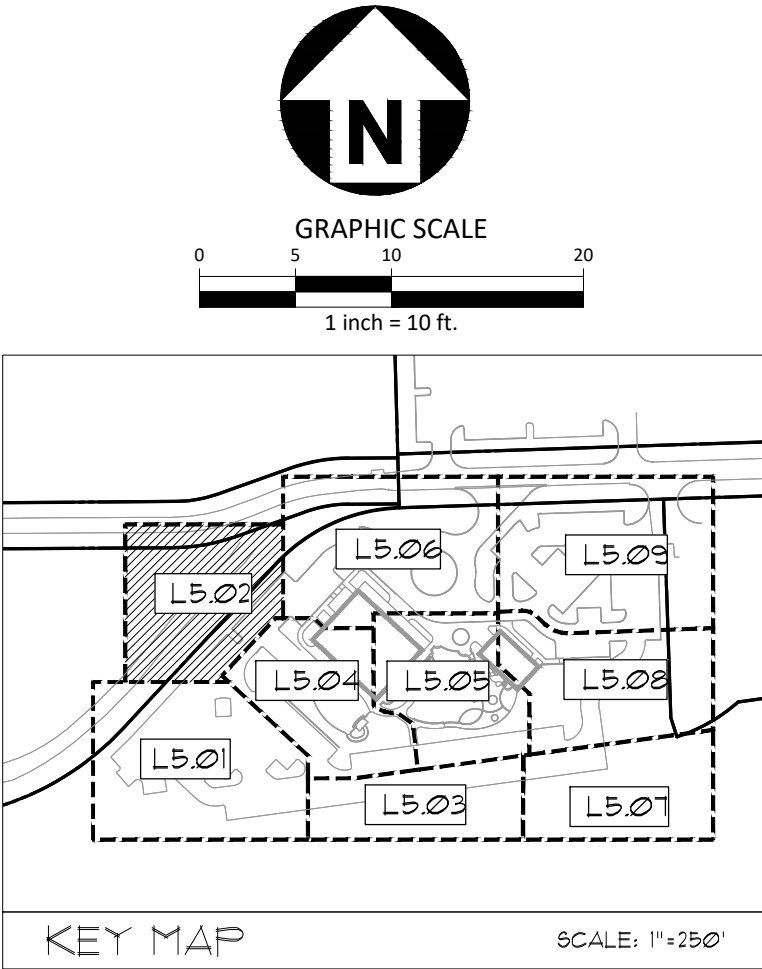 N
GRAPHIC SCALE
0 5 10 20
1 inch = 10 ft.
L5.06
L5.09
L5.02
L5.04
L5.05
L5.08
L5.01
L5.03
L5.07
KEY MAP
SCALE: 1"=250'